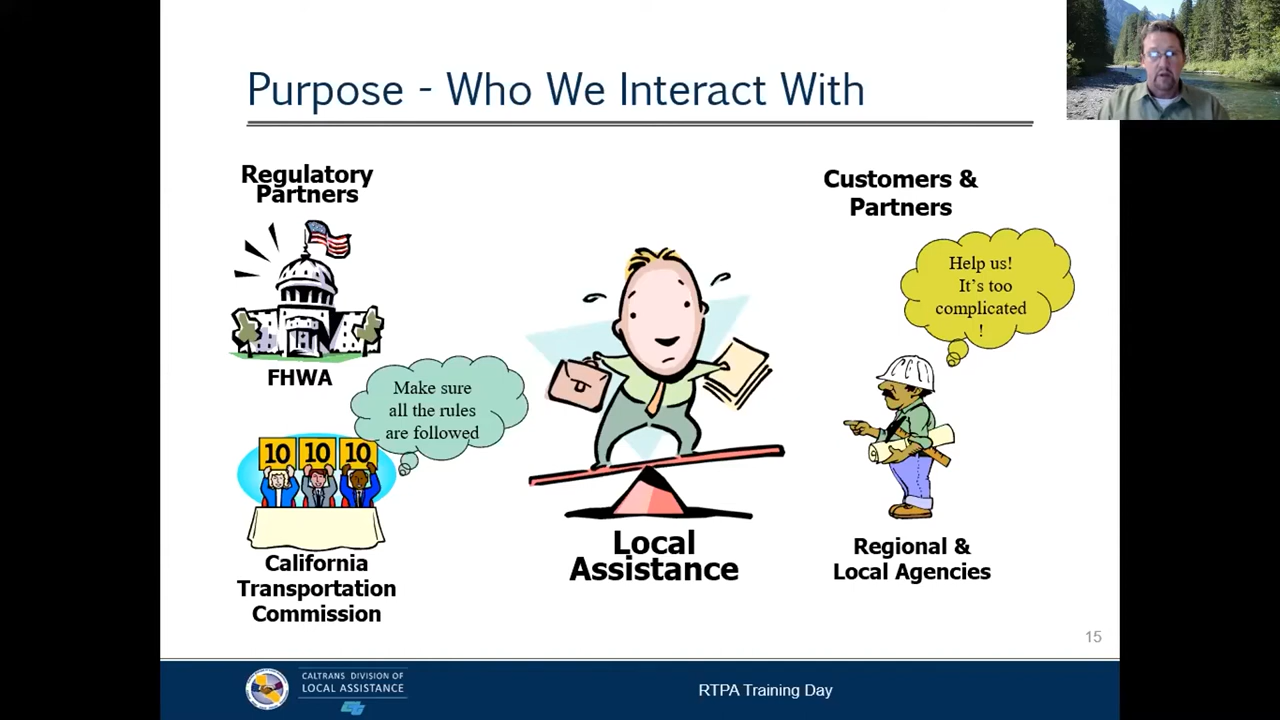 Purpose - Who We Interact With
Regulatory
Partners
FHWA
Make sure
all the rules
are followed
10 10 10
California
Transportation
Commission
Local
Assistance
Customers &
Partners
Help us!
It’s too
complicated
!
Regional &
Local Agencies
15
CALTRANS DIVISION OF
LOCAL ASSISTANCE
RTPA Training Day